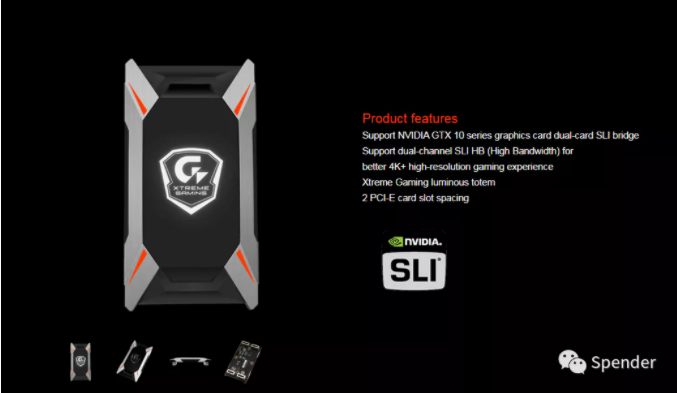 G
XTREME
GAMING
Product features
Support NVIDIA GTX 10 series graphics card dual-card SLI bridge
Support dual-channel SLI HB (High Bandwidth) for
better 4K+ high-resolution gaming experience
Xtreme Gaming luminous totem
2 PCI-E card slot spacing
NVIDIA.
SLI
Spender